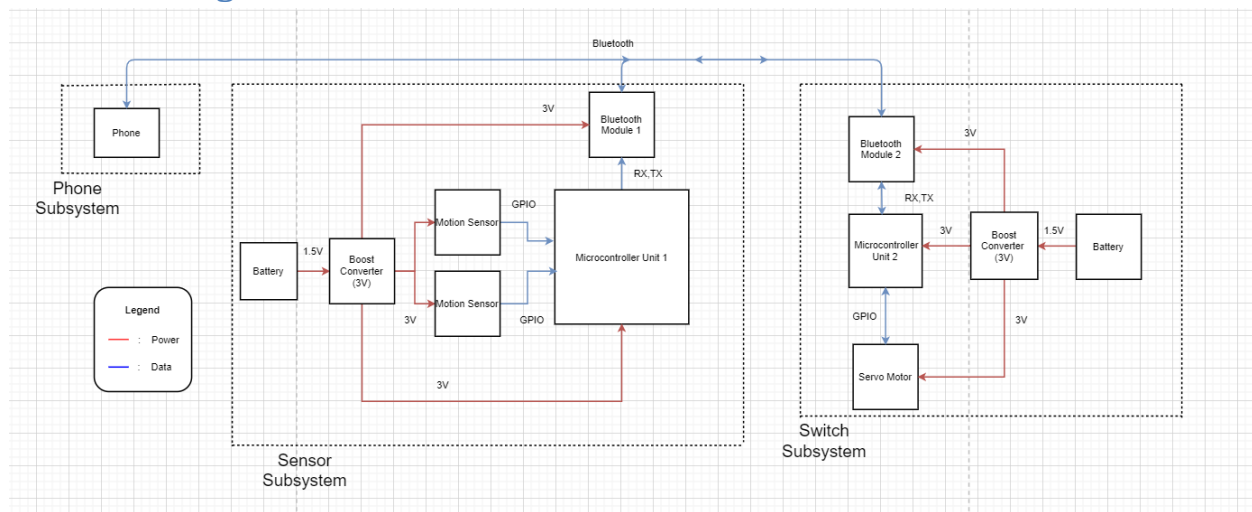 Bluetooth
Phone
Phone
Subsystem
3V
Bluetooth
Module 1
RX,TX
Motion Sensor
GPIO
1.5V
Battery
Boost
Converter
(3V)
Microcontroller Unit 1
Motion Sensor
3V
GPIO
3V
Sensor
Subsystem
Legend
: Power
: Data
Bluetooth
Module 2
3V
RX,TX
Microcontroller
Unit 2
3V
Boost
Converter
(3V)
1.5V
Battery
GPIO
3V
Servo Motor
Switch
Subsystem